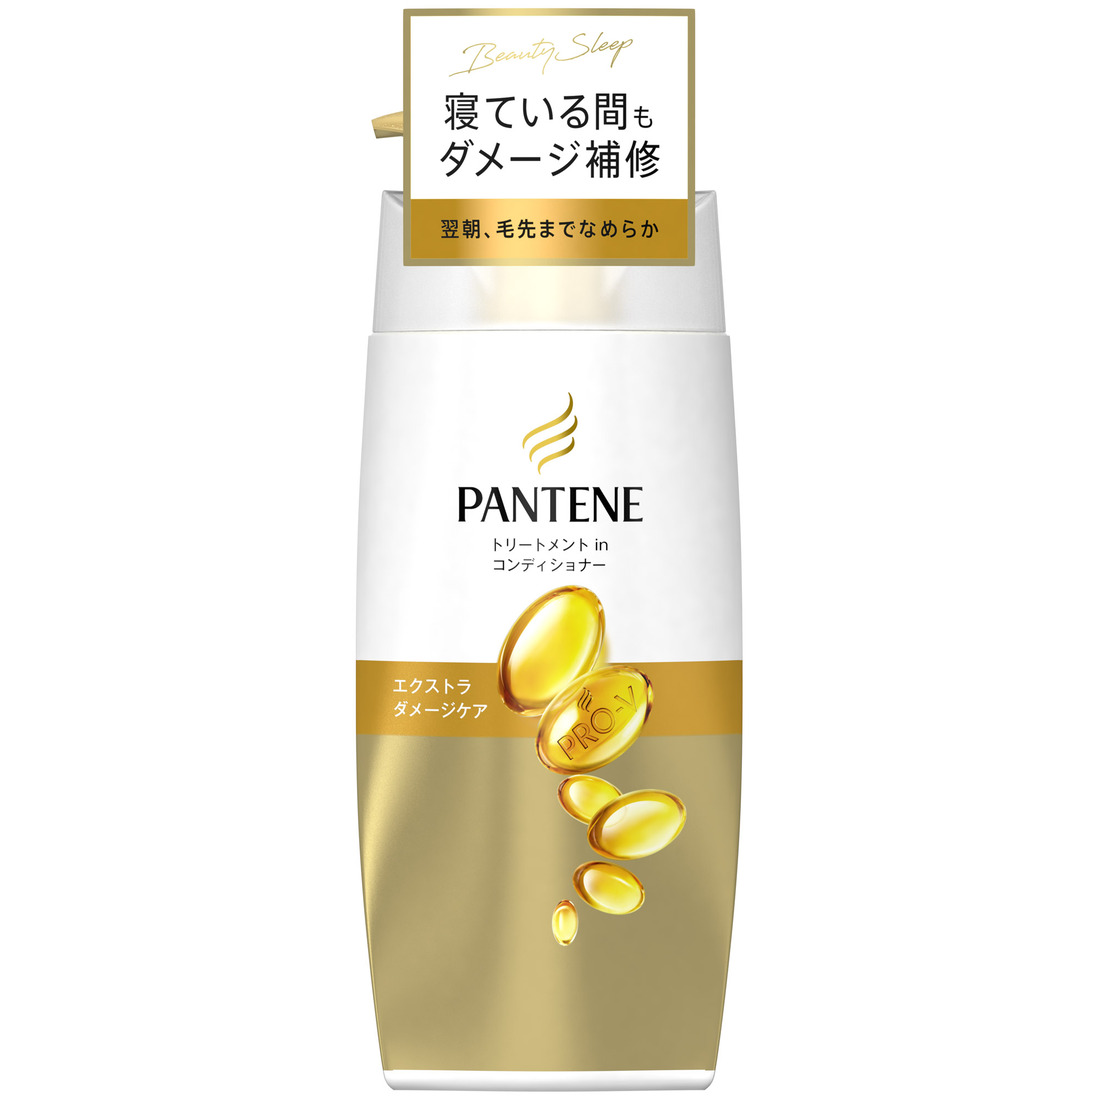 Beauty Sleep
寝ている間も
ダメージ補修
翌朝、毛先までなめらか
PANTENE
トリートメント in
コンディショナー
エクストラ
ダメージケア
PRO-V